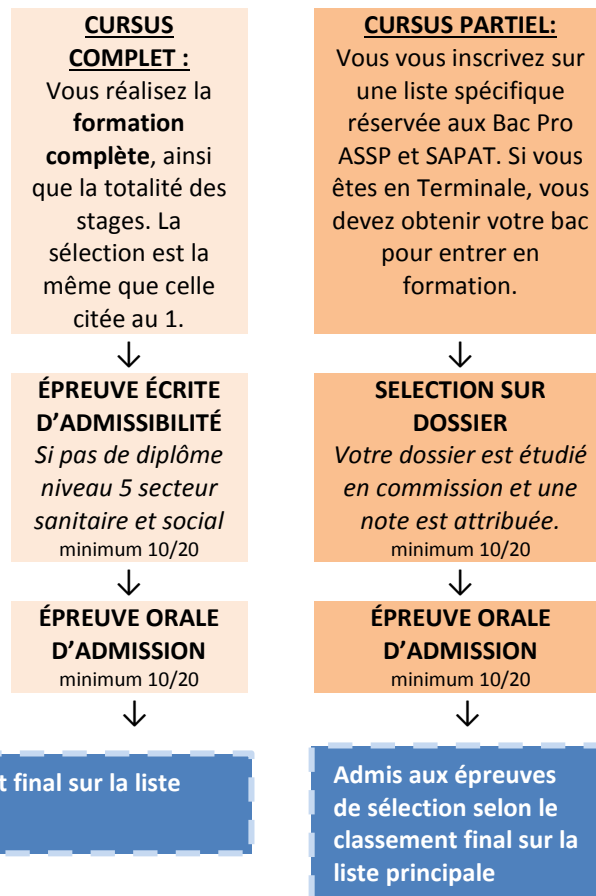 CURSUS
COMPLET :
Vous réalisez la
formation
complète, ainsi
que la totalité des
stages. La
sélection est la
même que celle
citée au 1.
ÉPREUVE ÉCRITE
D’ADMISSIBILITÉ
Si pas de diplôme
niveau 5 secteur
sanitaire et social
minimum 10/20
ÉPREUVE ORALE
D’ADMISSION
minimum 10/20
t final sur la liste
CURSUS PARTIEL:
Vous vous inscrivez sur
une liste spécifique
réservée aux Bac Pro
ASSP et SAPAT. Si vous
êtes en Terminale, vous
devez obtenir votre bac
pour entrer en
formation.
SELECTION SUR
DOSSIER
Votre dossier est étudié
en commission et une
note est attribuée.
minimum 10/20
ÉPREUVE ORALE
D’ADMISSION
minimum 10/20
Admis aux épreuves
de sélection selon le
classement final sur la
liste principale